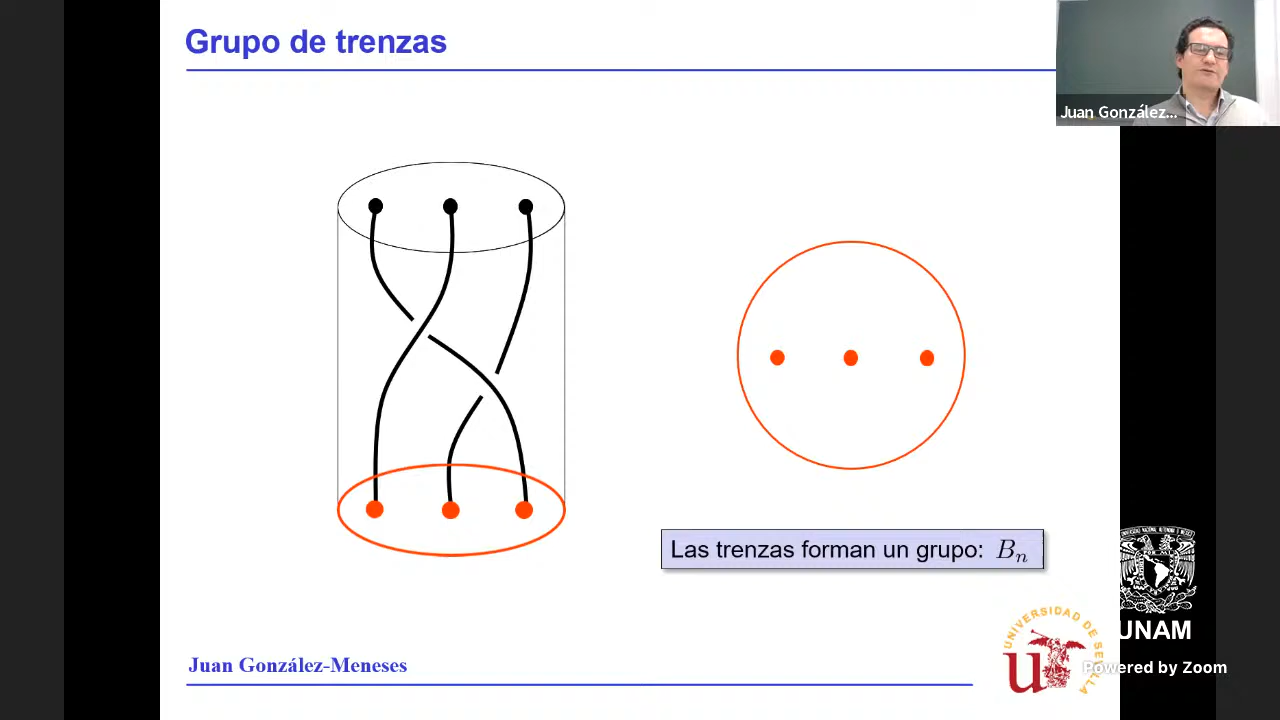 Grupo de trenzas
Juan González...
Las trenzas forman un grupo: Bₙ
Juan González-Meneses
UNIVERSIDAD DE SEVILLA
UNAM
Powered by Zoom